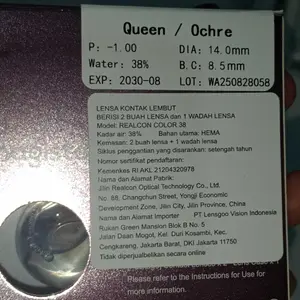 Queen / Ochre
P: -1.00 DIA: 14.0mm
Water: 38% B.C: 8.5mm
EXP: 2030-08 LOT: WA250828058
LENSA KONTAK LEMBUT
BERISI 2 BUAH LENSA dan 1 WADAH LENSA
Model: REALCON COLOR 38
Kadar air: 38% Bahan utama: HEMA
Kemasan: 2 buah lensa + 1 wadah lensa
Siklus penggantian yang disarankan: setengah tahun
Nomor sertifikat pendaftaran:
Kemenkes RI AKL 21204320978
Nama dan Alamat Pabrik:
Jilin Realcon Optical Technology Co., Ltd.
No. 88, Changchun Street, Yongji Economic
Development Zone, Jilin City, Jilin Province, China
Nama dan Alamat Importer PT Lensgoo Vision Indonesia
Rukan Green Mansion Blok B No. 5
Jalan Daan Mogot, Kel. Duri Kosambi, Kec.
Cengkareng, Jakarta Barat, DKI Jakarta 11750
Tidak diperjualbelikan secara online
Please refer to the Instructions for Use for
more information.